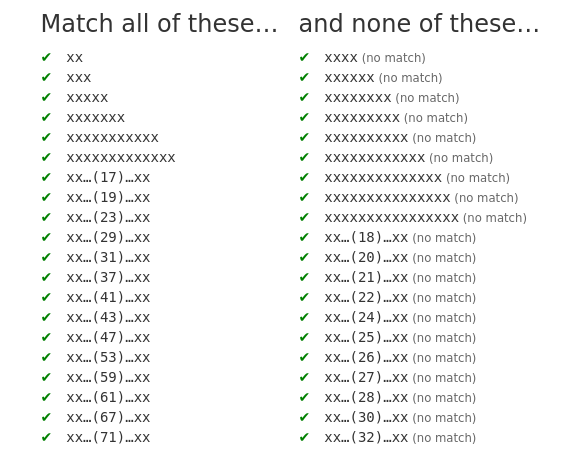 Match all of these…
✔ xx
✔ xxx
✔ xxxxx
✔ xxxxxxx
✔ xxxxxxxxxxx
✔ xxxxxxxxxxxxx
✔ xx…(17)…xx
✔ xx…(19)…xx
✔ xx…(23)…xx
✔ xx…(29)…xx
✔ xx…(31)…xx
✔ xx…(37)…xx
✔ xx…(41)…xx
✔ xx…(43)…xx
✔ xx…(47)…xx
✔ xx…(53)…xx
✔ xx…(59)…xx
✔ xx…(61)…xx
✔ xx…(67)…xx
✔ xx…(71)…xx
and none of these…
✔ xxxx (no match)
✔ xxxxxx (no match)
✔ xxxxxxxx (no match)
✔ xxxxxxxxx (no match)
✔ xxxxxxxxxx (no match)
✔ xxxxxxxxxxxx (no match)
✔ xxxxxxxxxxxxxx (no match)
✔ xxxxxxxxxxxxxxx (no match)
✔ xxxxxxxxxxxxxxxx (no match)
✔ xx…(18)…xx (no match)
✔ xx…(20)…xx (no match)
✔ xx…(21)…xx (no match)
✔ xx…(22)…xx (no match)
✔ xx…(24)…xx (no match)
✔ xx…(25)…xx (no match)
✔ xx…(26)…xx (no match)
✔ xx…(27)…xx (no match)
✔ xx…(28)…xx (no match)
✔ xx…(30)…xx (no match)
✔ xx…(32)…xx (no match)